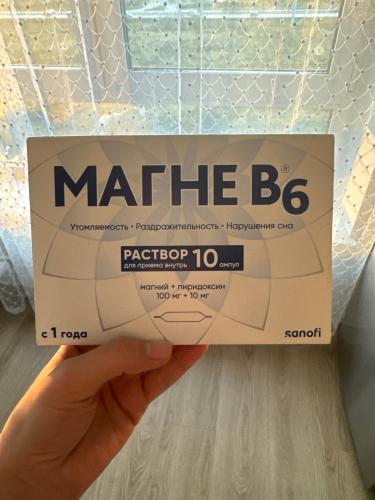 МАГНЕ B6®
Утомляемость • Раздражительность • Нарушения сна
РАСТВОР 10 ампул
для приема внутрь
магний + пиридоксин
100 мг + 10 мг
с 1 года
sanofi